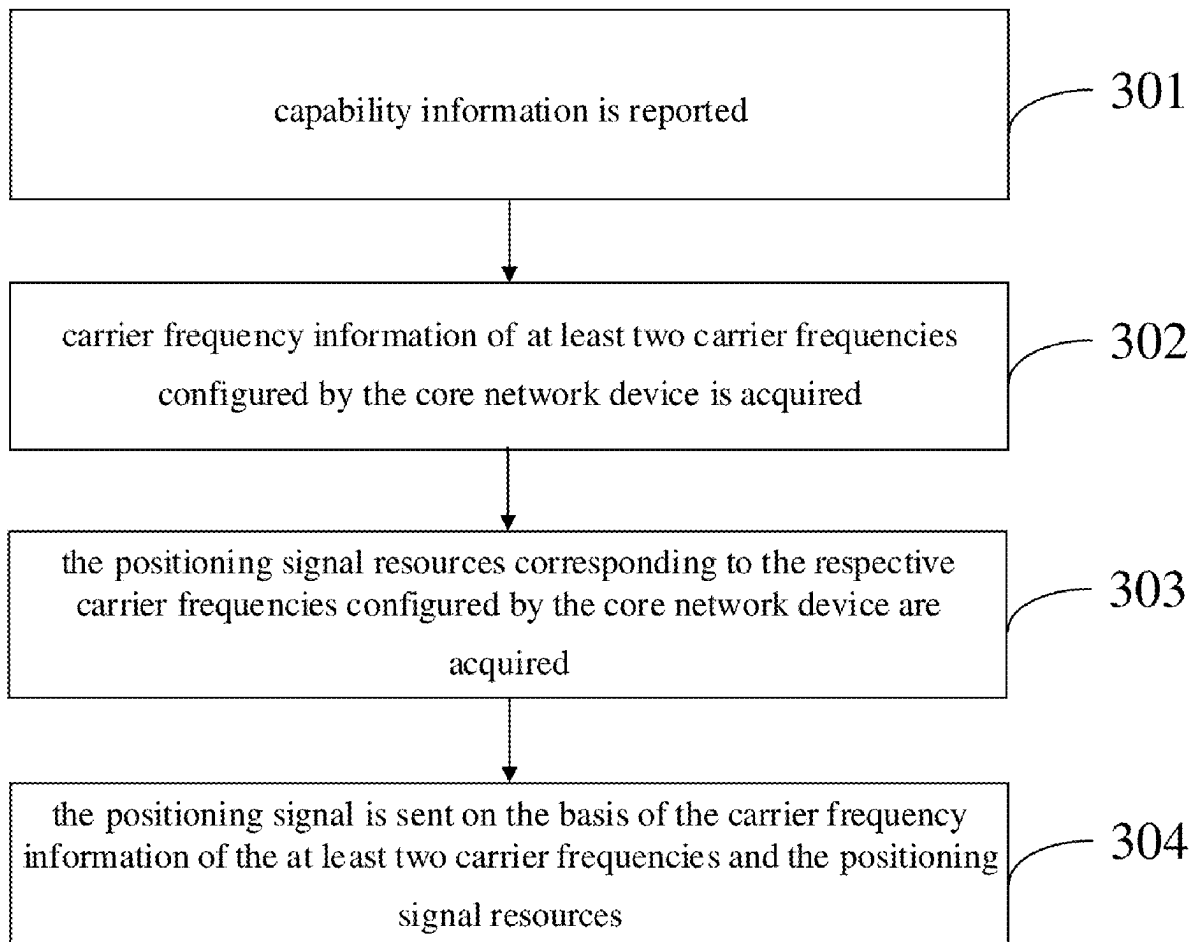 capability information is reported
301
carrier frequency information of at least two carrier frequencies
configured by the core network device is acquired
302
the positioning signal resources corresponding to the respective
carrier frequencies configured by the core network device are
acquired
303
the positioning signal is sent on the basis of the carrier frequency
information of the at least two carrier frequencies and the positioning
signal resources
304